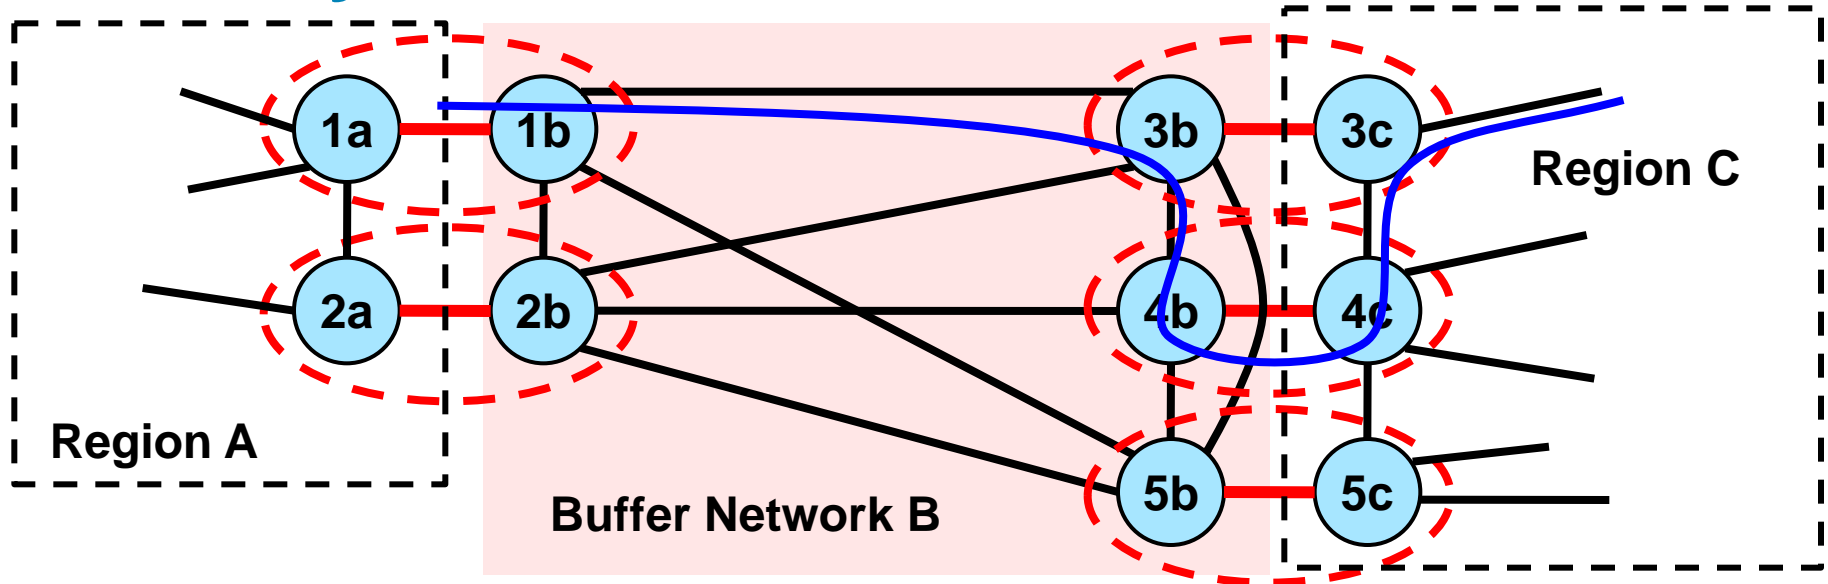 1a
1b
3b
3c
Region C
2a
2b
4b
4c
Region A
5b
5c
Buffer Network B